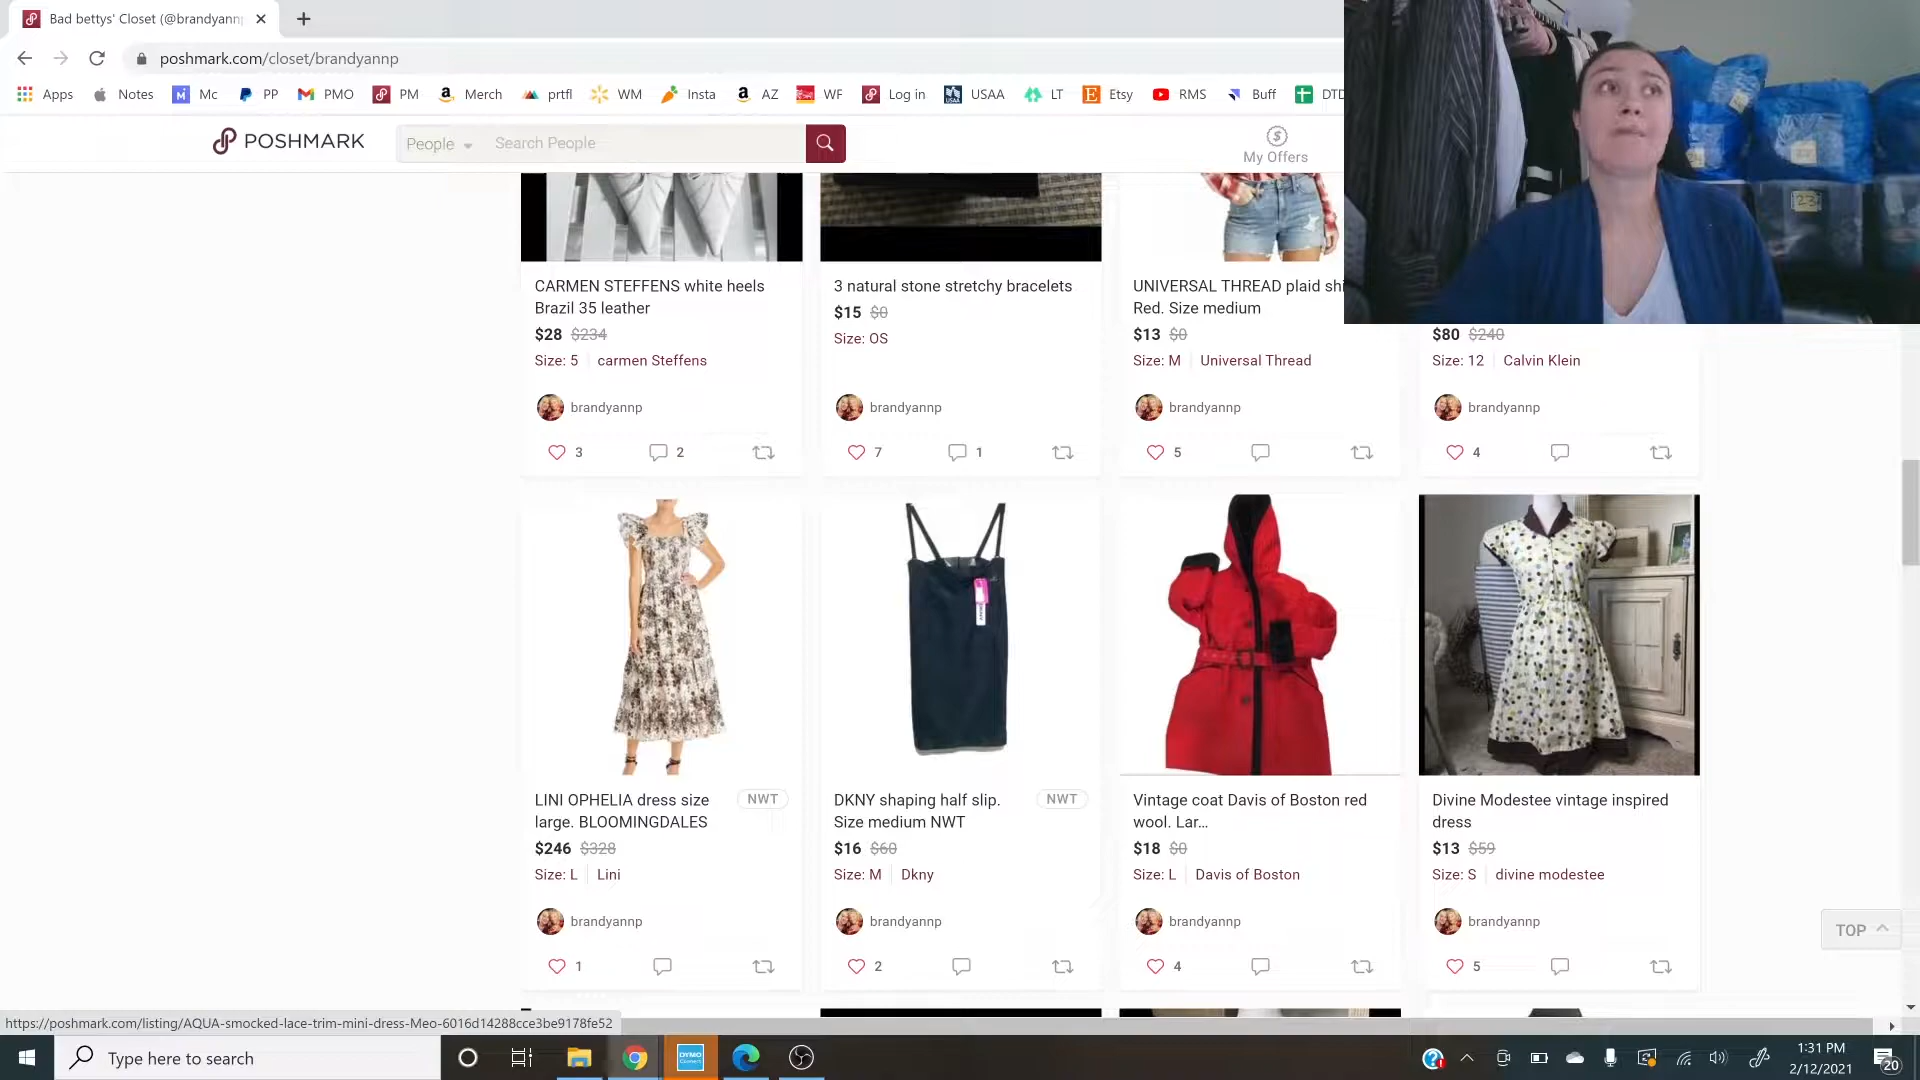 Bad bettys' Closet (@brandyann
poshmark.com/closet/brandyannp
Apps Notes Mc PP PMO PM Merch prtfl WM Insta AZ WF Log in USAA LT Etsy RMS Buff DTD
POSHMARK People Search People My Offers
CARMEN STEFFENS white heels
Brazil 35 leather
$28 $234
Size: 5 carmen Steffens
brandyannp
3 2
3 natural stone stretchy bracelets
$15 $0
Size: OS
brandyannp
7 1
UNIVERSAL THREAD plaid shi
Red. Size medium
$13 $0
Size: M Universal Thread
brandyannp
5
$80 $240
Size: 12 Calvin Klein
brandyannp
4
23
LINI OPHELIA dress size
large. BLOOMINGDALES
NWT
$246 $328
Size: L Lini
brandyannp
1
DKNY shaping half slip.
Size medium NWT
NWT
$16 $60
Size: M Dkny
brandyannp
2
Vintage coat Davis of Boston red
wool. Lar...
$18 $0
Size: L Davis of Boston
brandyannp
4
Divine Modestee vintage inspired
dress
$13 $59
Size: S divine modestee
brandyannp
5
TOP
https://poshmark.com/listing/AQUA-smocked-lace-trim-mini-dress-Meo-6016d14288cce3be9178fe52
Type here to search
DYMO
Connect
1:31 PM
2/12/2021
20